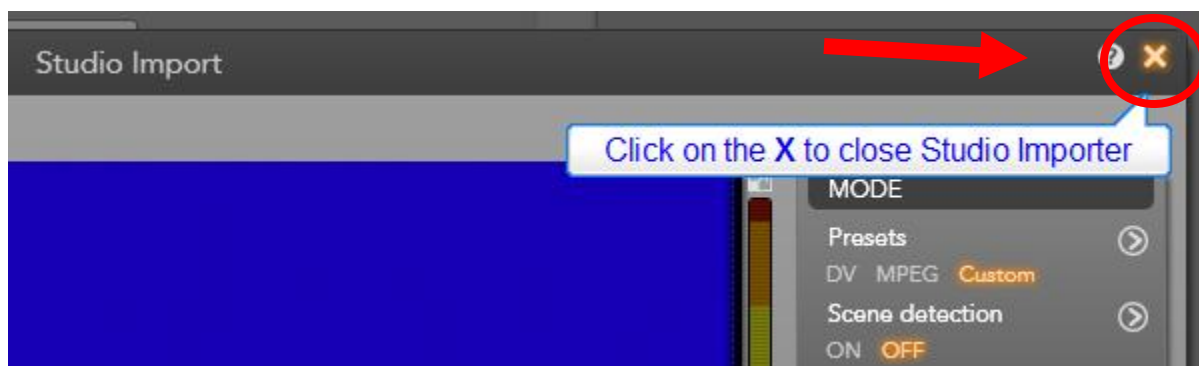 Studio Import
? X
Click on the X to close Studio Importer
MODE
Presets
DV MPEG Custom
Scene detection
ON OFF